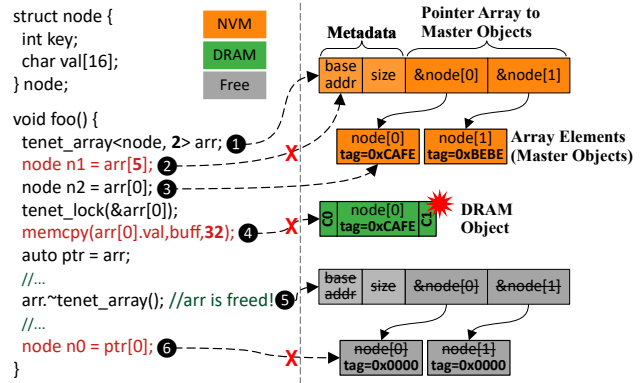 struct node {
int key;
char val[16];
} node;
NVM
DRAM
Free
void foo() {
tenet_array<node, 2> arr; 1
node n1 = arr[5]; 2
node n2 = arr[0]; 3
tenet_lock(&arr[0]);
memcpy(arr[0].val,buff,32); 4
auto ptr = arr;
//...
arr.~tenet_array(); //arr is freed! 5
//...
node n0 = ptr[0]; 6
}
X
X
X
Metadata
Pointer Array to
Master Objects
base
addr
size
&node[0]
&node[1]
node[0]
tag=0xCAFE
node[1]
tag=0xBEBE
Array Elements
(Master Objects)
C0
node[0]
tag=0xCAFE
C1
DRAM
Object
base
addr
size
&node[0]
&node[1]
node[0]
tag=0x0000
node[1]
tag=0x0000